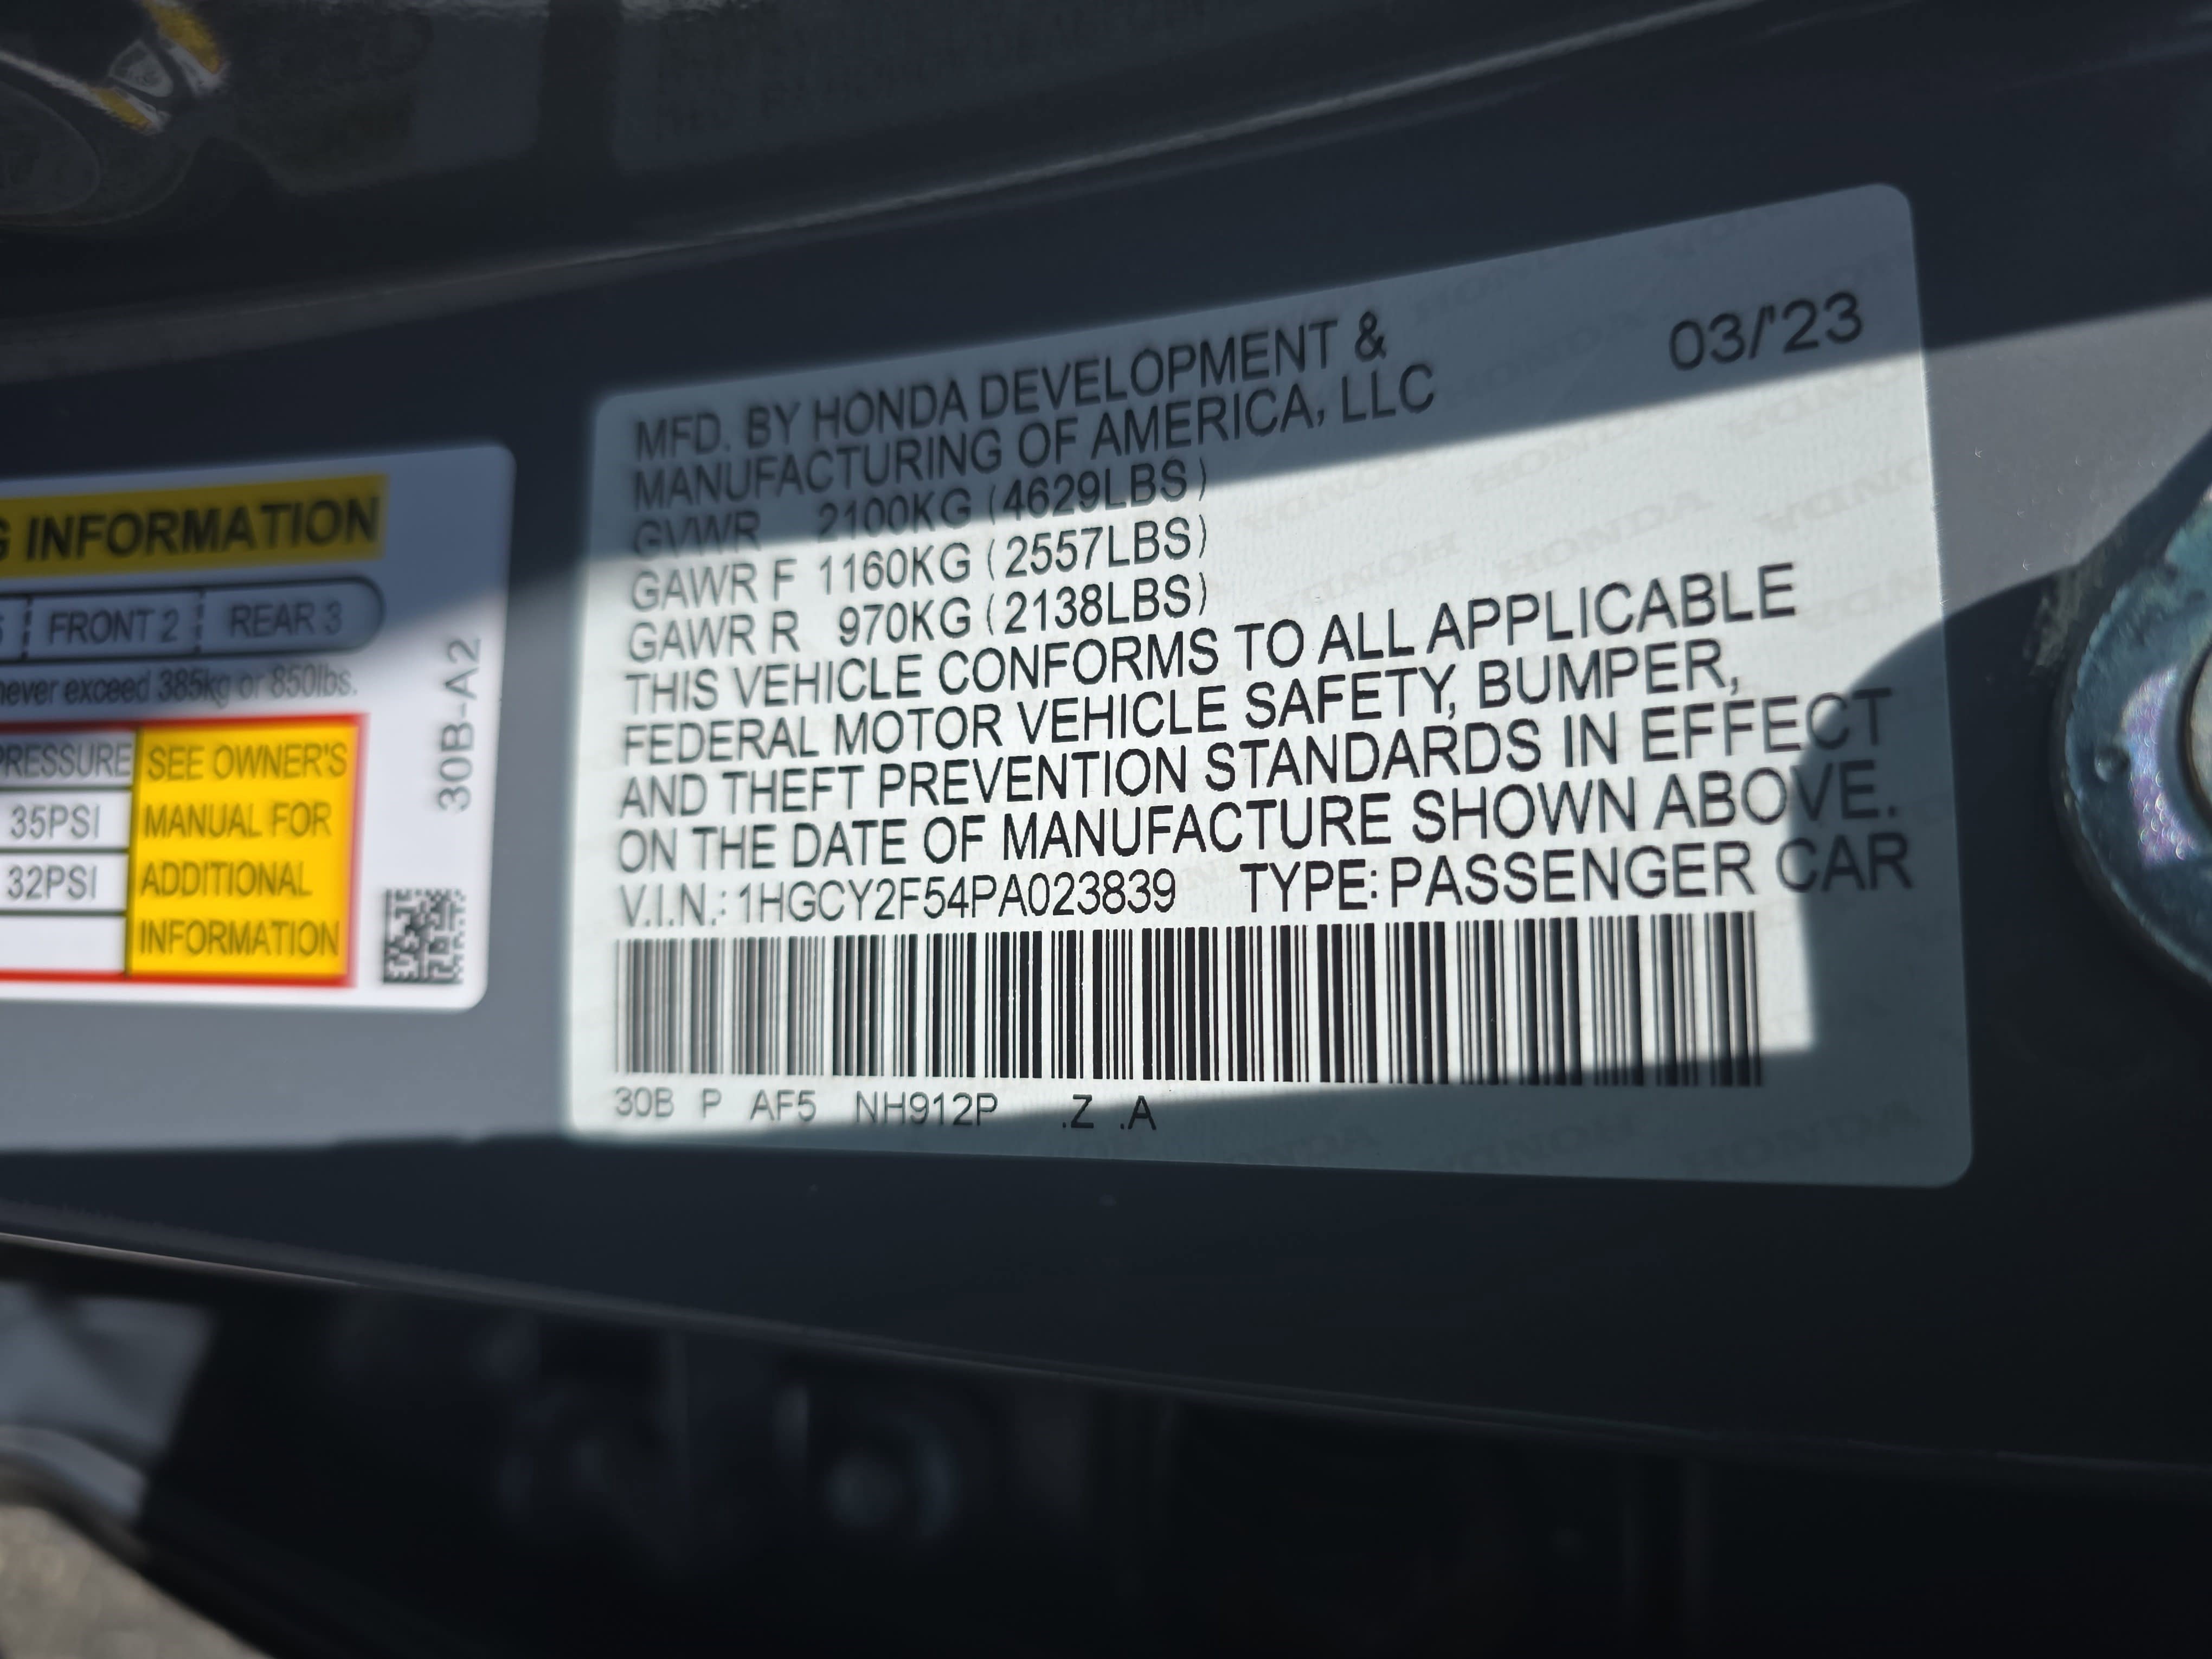 G INFORMATION
FRONT 2
REAR 3
never exceed 385kg or 850lbs.
PRESSURE
35PSI
32PSI
SEE OWNER'S
MANUAL FOR
ADDITIONAL
INFORMATION
30B-A2
MFD. BY HONDA DEVELOPMENT & 03/'23
MANUFACTURING OF AMERICA, LLC
GVWR 2100KG (4629LBS)
GAWR F 1160KG (2557LBS)
GAWR R 970KG (2138LBS)
THIS VEHICLE CONFORMS TO ALL APPLICABLE
FEDERAL MOTOR VEHICLE SAFETY, BUMPER,
AND THEFT PREVENTION STANDARDS IN EFFECT
ON THE DATE OF MANUFACTURE SHOWN ABOVE.
V.I.N.: 1HGCY2F54PA023839 TYPE: PASSENGER CAR
30B P AF5 NH912P .Z .A